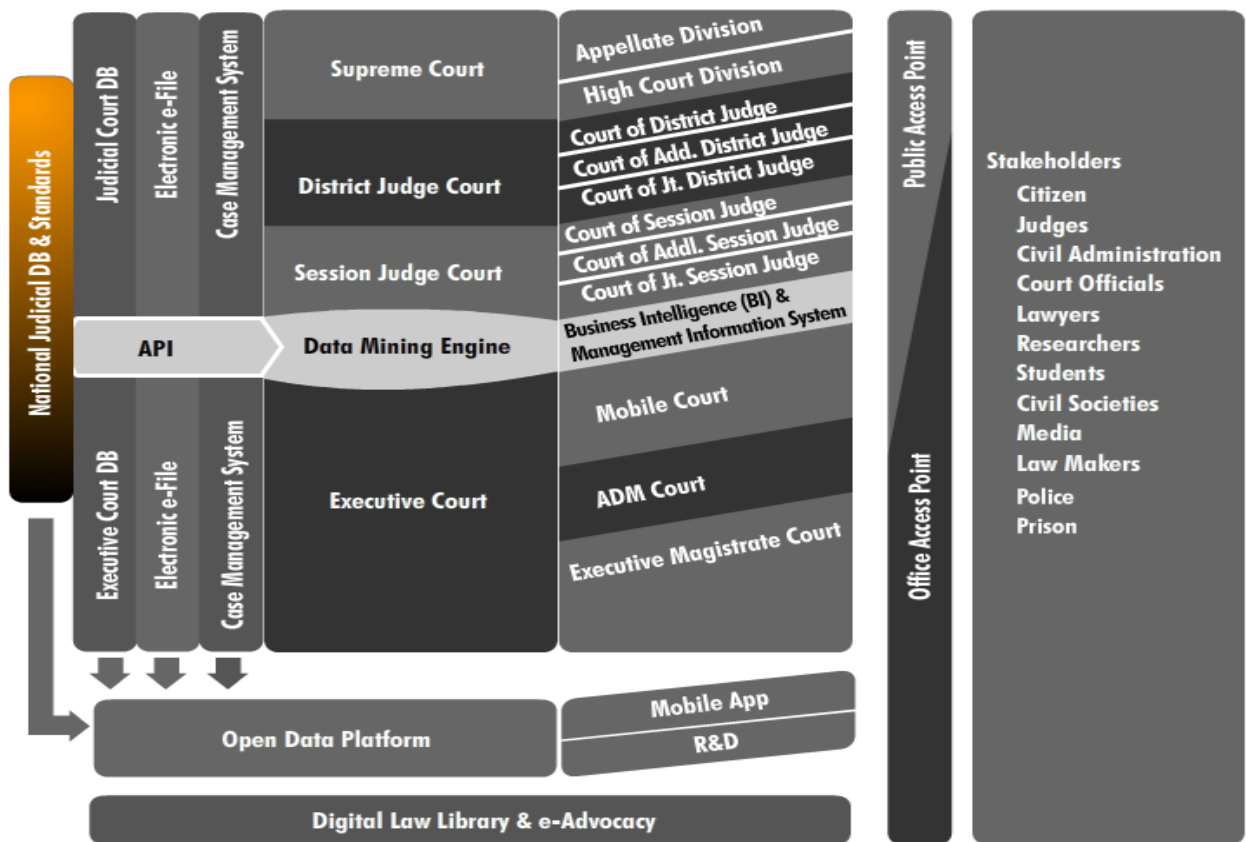 National Judicial DB & Standards
Judicial Court DB
Electronic e-File
Case Management System
API
Executive Court DB
Electronic e-File
Case Management System
Supreme Court
District Judge Court
Session Judge Court
Data Mining Engine
Executive Court
Appellate Division
High Court Division
Court of District Judge
Court of Add. District Judge
Court of Jt. District Judge
Court of Session Judge
Court of Addl. Session Judge
Court of Jt. Session Judge
Business Intelligence (BI) &
Management Information System
Mobile Court
ADM Court
Executive Magistrate Court
Open Data Platform
Mobile App
R&D
Digital Law Library & e-Advocacy
Public Access Point
Office Access Point
Stakeholders
Citizen
Judges
Civil Administration
Court Officials
Lawyers
Researchers
Students
Civil Societies
Media
Law Makers
Police
Prison